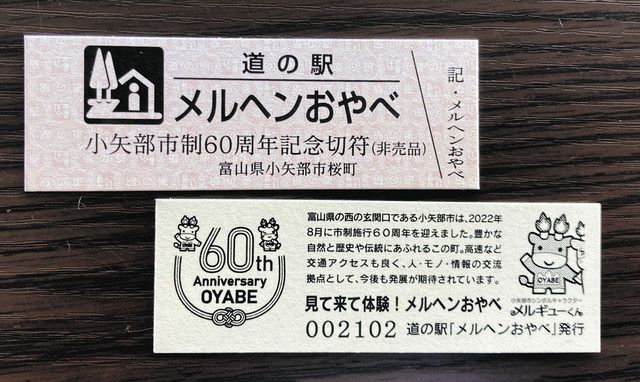 道の駅
メルヘンおやべ
小矢部市制60周年記念切符(非売品)
富山県小矢部市桜町
記・メルヘンおやべ
60th
Anniversary
OYABE
富山県の西の玄関口である小矢部市は、2022年
8月に市制施行60周年を迎えました。豊かな
自然と歴史や伝統にあふれるこの町。高速など
交通アクセスも良く、人・モノ・情報の交流
拠点として、今後も発展が期待されています。
見て来て体験!メルヘンおやべ
002102 道の駅「メルヘンおやべ」発行
OYABE
小矢部市シンボルキャラクター
メルギューくん